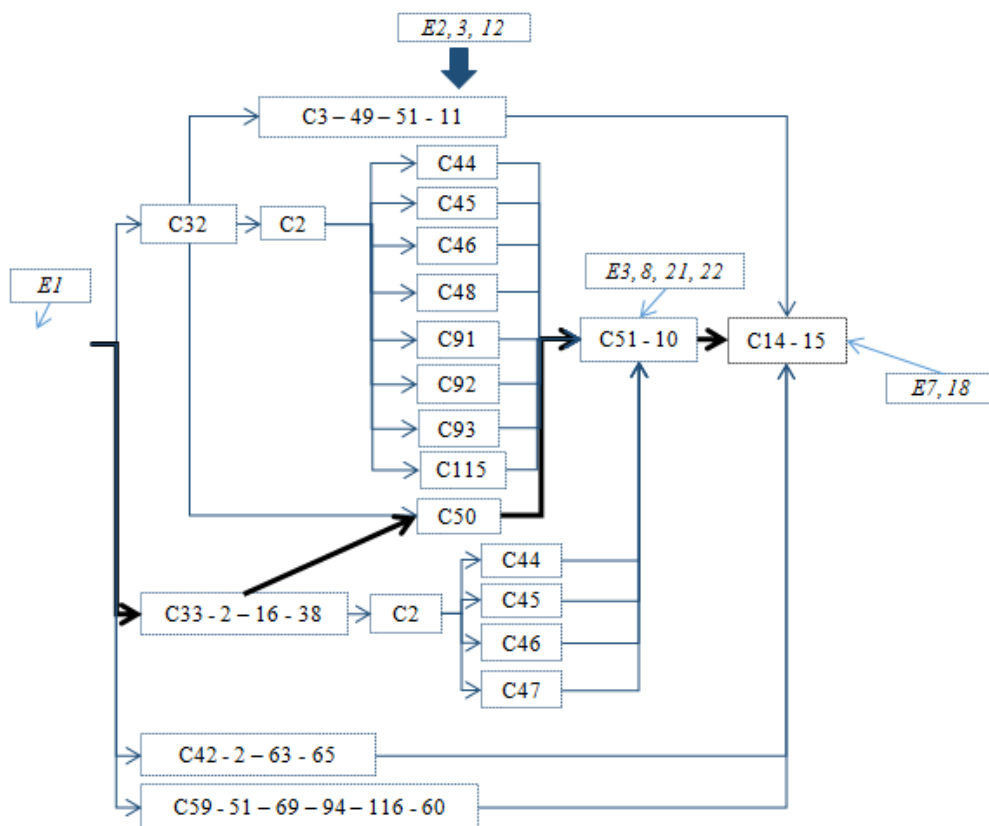 E2, 3, 12
C3 – 49 – 51 - 11
C44
C45
C32
C2
C46
E3, 8, 21, 22
E1
C48
C91
C51 - 10
C14 - 15
C92
E7, 18
C93
C115
C50
C44
C45
C33 - 2 – 16 - 38
C2
C46
C47
C42 - 2 – 63 - 65
C59 - 51 – 69 – 94 – 116 - 60